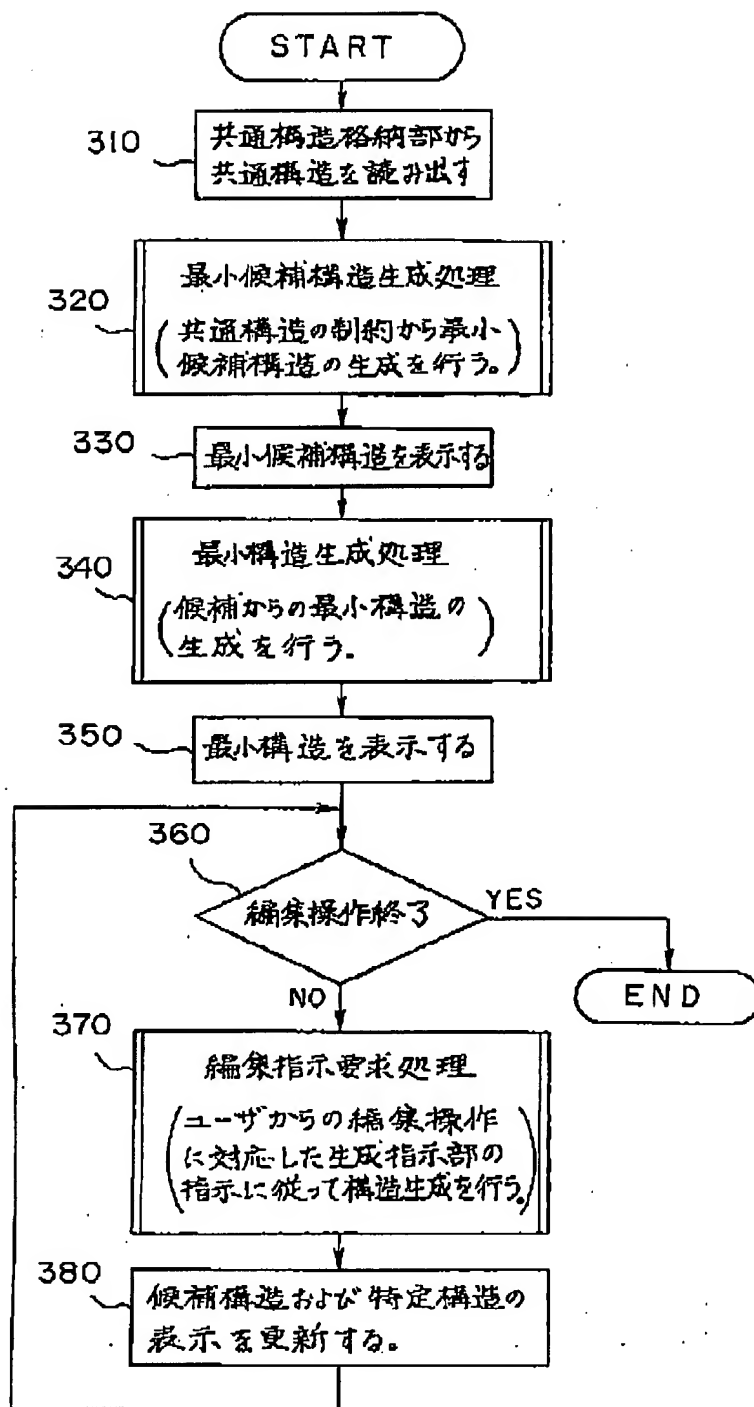 START
310
共通構造格納部から
共通構造を読み出す
320
最小候補構造生成処理
(共通構造の制約から最小
候補構造の生成を行う。)
330
最小候補構造を表示する
340
最小構造生成処理
(候補からの最小構造の
生成を行う。)
350
最小構造を表示する
360
編集操作終了
YES
END
NO
370
編集指示要求処理
(ユーザからの編集操作
に対応した生成指示部の
指示に従って構造生成を行う。)
380
候補構造および特定構造の
表示を更新する。